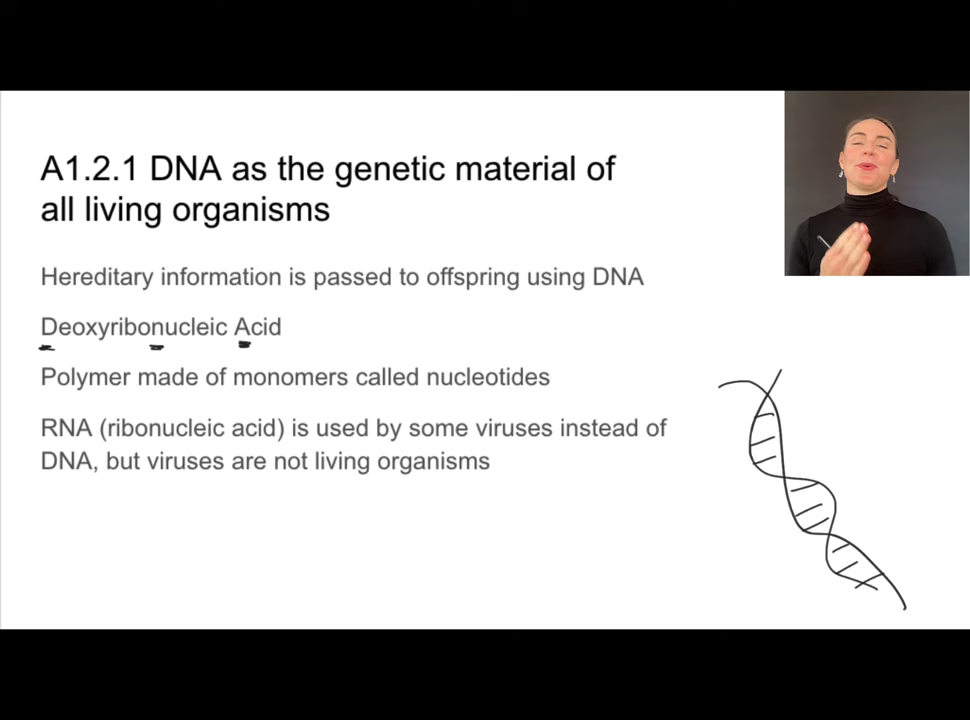 A1.2.1 DNA as the genetic material of
all living organisms
Hereditary information is passed to offspring using DNA
Deoxyribonucleic Acid
Polymer made of monomers called nucleotides
RNA (ribonucleic acid) is used by some viruses instead of
DNA, but viruses are not living organisms